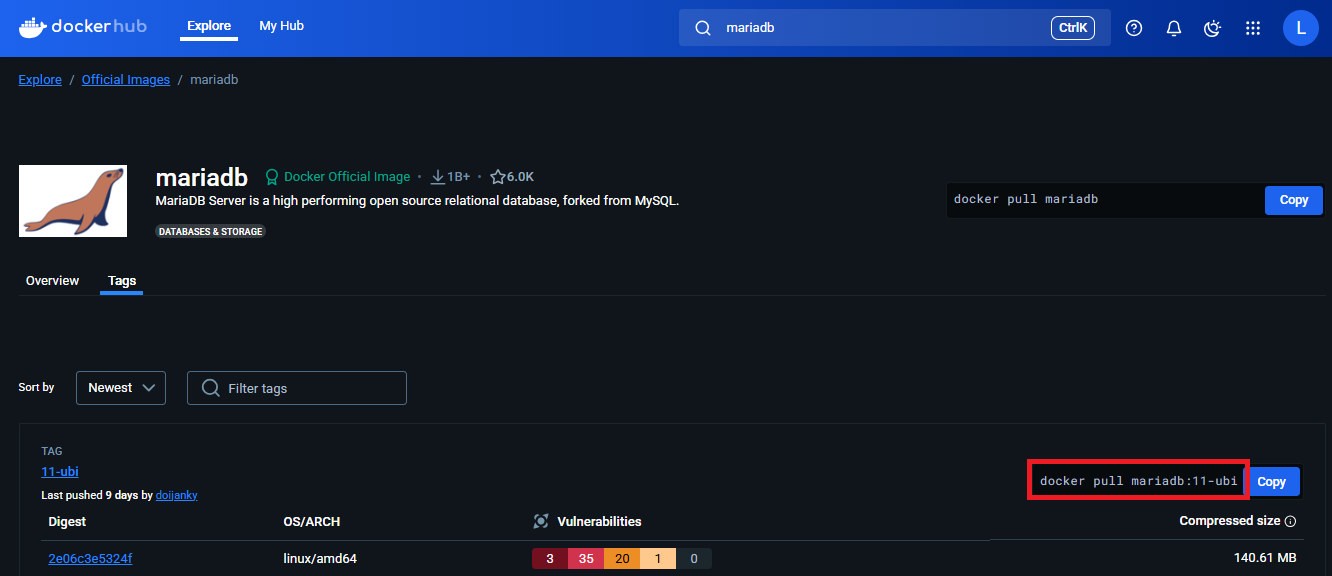 dockerhub Explore My Hub mariadb CtrlK L
Explore / Official Images / mariadb
mariadb Docker Official Image • 1B+ • 6.0K
MariaDB Server is a high performing open source relational database, forked from MySQL.
docker pull mariadb Copy
DATABASES & STORAGE
Overview Tags
Sort by Newest Filter tags
TAG
11-ubi
docker pull mariadb:11-ubi Copy
Last pushed 9 days by doijanky
Digest OS/ARCH Vulnerabilities Compressed size
2e06c3e5324f linux/amd64 3 35 20 1 0 140.61 MB